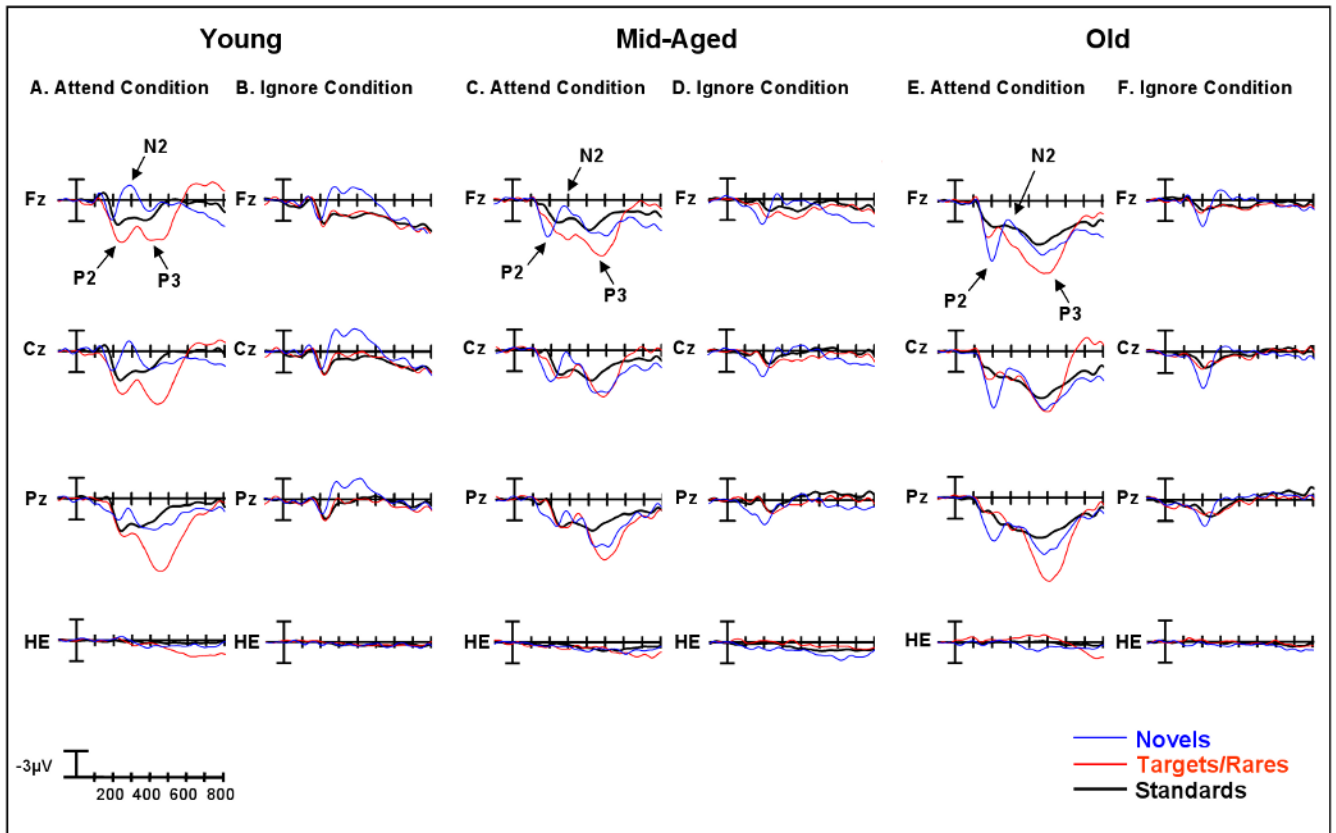 Young Mid-Aged Old
A. Attend Condition B. Ignore Condition C. Attend Condition D. Ignore Condition E. Attend Condition F. Ignore Condition
N2 N2 N2
Fz Fz Fz Fz Fz Fz
P2 P3 P2 P3 P2 P3
Cz Cz Cz Cz Cz Cz
Pz Pz Pz Pz Pz Pz
HE HE HE HE HE HE
-3µV
200 400 600 800
Novels
Targets/Rares
Standards